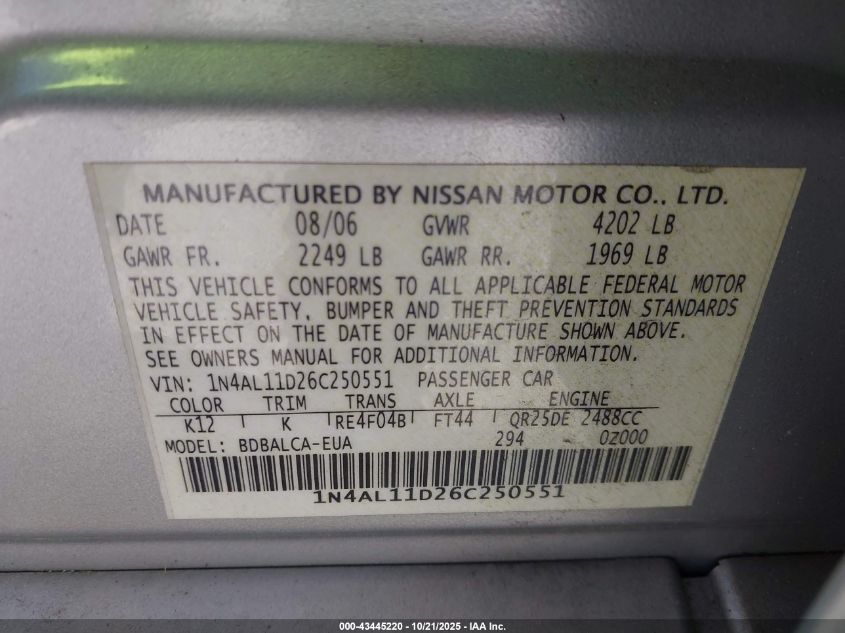 MANUFACTURED BY NISSAN MOTOR CO., LTD.
DATE 08/06 GVWR 4202 LB
GAWR FR. 2249 LB GAWR RR. 1969 LB
THIS VEHICLE CONFORMS TO ALL APPLICABLE FEDERAL MOTOR
VEHICLE SAFETY, BUMPER AND THEFT PREVENTION STANDARDS
IN EFFECT ON THE DATE OF MANUFACTURE SHOWN ABOVE.
SEE OWNERS MANUAL FOR ADDITIONAL INFORMATION.
VIN: 1N4AL11D26C250551 PASSENGER CAR
COLOR TRIM TRANS AXLE ENGINE
K12 K RE4F04B FT44 QR25DE 2488CC
MODEL: BDBALCA-EUA 294 - 0Z000
1N4AL11D26C250551
000-43445220 - 10/21/2025 - IAA Inc.